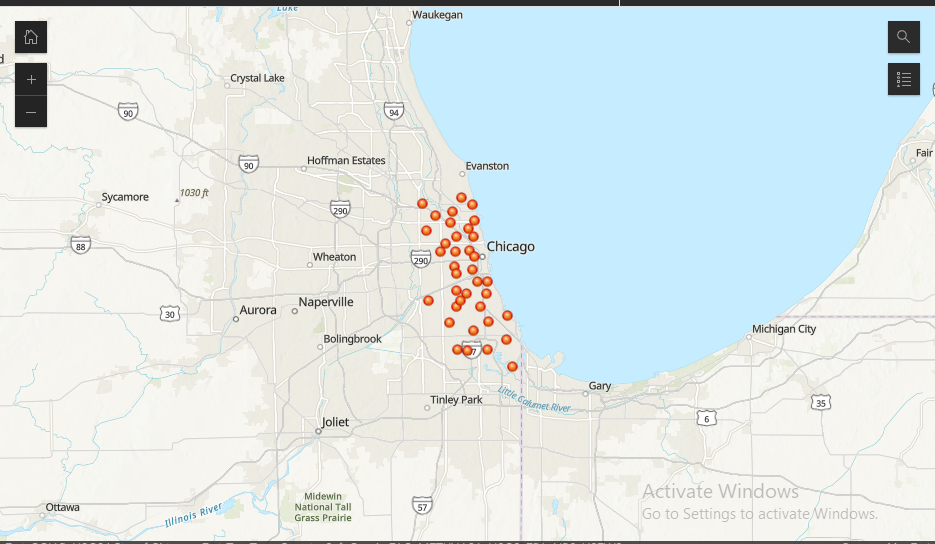 Lake
Waukegan
Crystal Lake
90
94
Hoffman Estates
90
Evanston
Sycamore
1030 ft
290
Fair
88
Chicago
Wheaton
290
Naperville
Aurora
30
Michigan City
Bolingbrook
Gary
Tinley Park
Little Calumet River
35
6
Joliet
Midewin
National Tall
Grass Prairie
57
Ottawa
Illinois River
Activate Windows
Go to Settings to activate Windows.